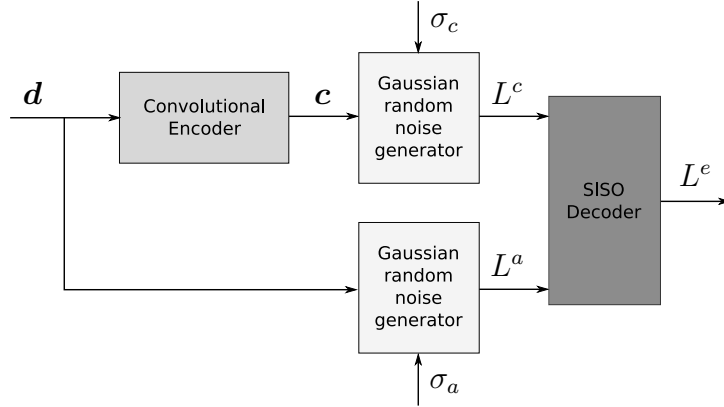 σ_c
d
Convolutional
Encoder
c
Gaussian
random
noise
generator
L^c
SISO
Decoder
L^e
Gaussian
random
noise
generator
L^a
σ_a